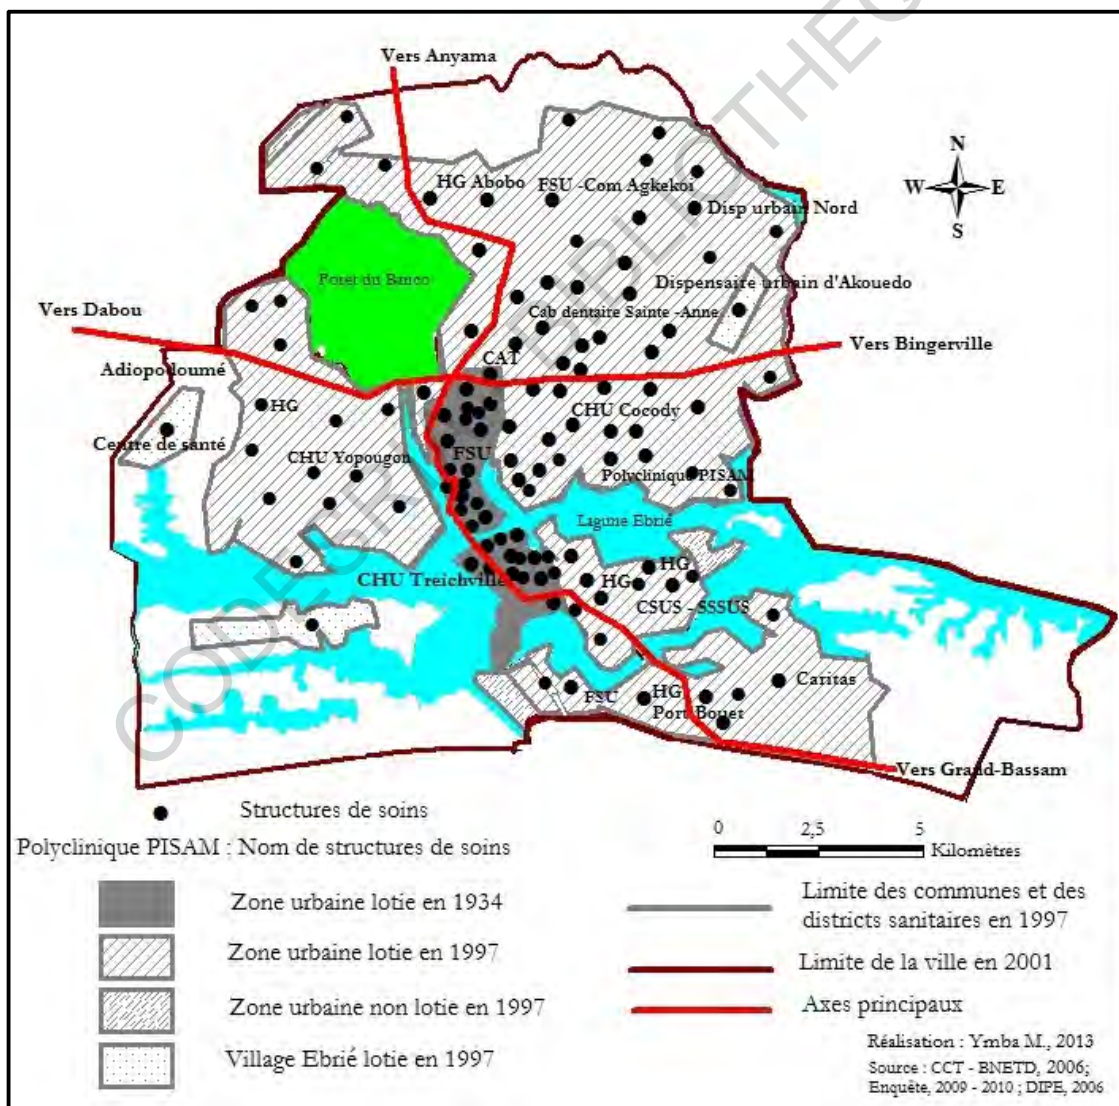 Vers Anyama
N
W E
S
HG Abobo
FSU -Com Agkekoi
Disp urbain Nord
Foret du Banco
Dispensaire urbain d'Akouedo
Vers Dabou
Cab dentaire Sainte -Anne
Vers Bingerville
CAT
Adiopodoumé
HG
CHU Cocody
Centre de santé
CHU Yopougon
FSU
Polyclinique PISAM
Lagune Ebrié
CHU Treichville
HG
HG
CSUS - SSSUS
Caritas
FSU
HG
Port Bouet
Vers Grand-Bassam
Structures de soins
Polyclinique PISAM : Nom de structures de soins
0 2,5 5
Kilomètres
Zone urbaine lotie en 1934
Zone urbaine lotie en 1997
Zone urbaine non lotie en 1997
Village Ebrié lotie en 1997
Limite des communes et des
districts sanitaires en 1997
Limite de la ville en 2001
Axes principaux
Réalisation : Ymba M., 2013
Source : CCT - BNETD, 2006;
Enquête, 2009 - 2010 ; DIPE, 2006
CODESRIA
BIBLIOTHEQ